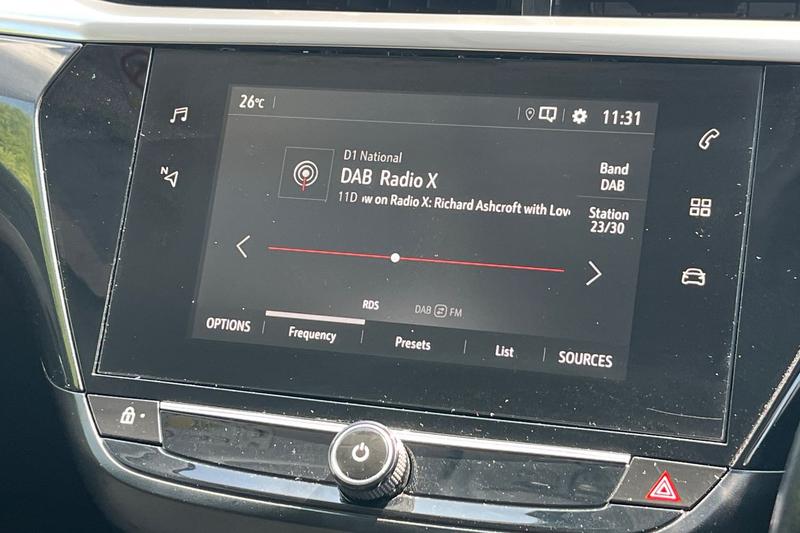 26°C
11:31
D1 National
DAB Radio X
11D
on Radio X: Richard Ashcroft with
Band
DAB
Station
23/30
N
RDS
DAB FM
OPTIONS
Frequency
Presets
List
SOURCES